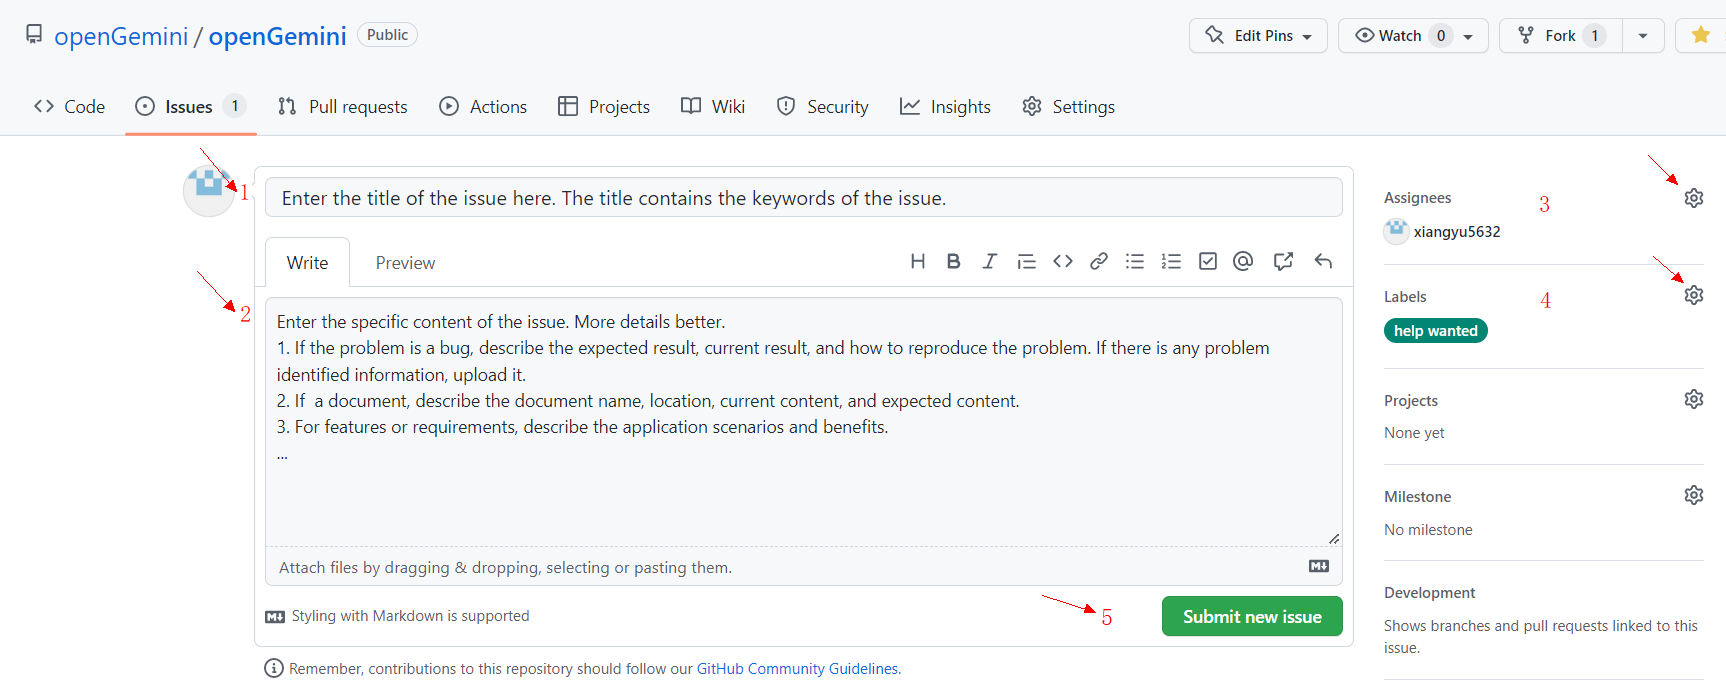 openGemini / openGemini Public
Edit Pins Watch 0 Fork 1
Code Issues 1 Pull requests Actions Projects Wiki Security Insights Settings
1 Enter the title of the issue here. The title contains the keywords of the issue.
Write Preview
2
Enter the specific content of the issue. More details better.
1. If the problem is a bug, describe the expected result, current result, and how to reproduce the problem. If there is any problem
identified information, upload it.
2. If  a document, describe the document name, location, current content, and expected content.
3. For features or requirements, describe the application scenarios and benefits.
...
Attach files by dragging & dropping, selecting or pasting them.
Styling with Markdown is supported
5
Submit new issue
Remember, contributions to this repository should follow our GitHub Community Guidelines.
Assignees 3
xiangyu5632
Labels 4
help wanted
Projects
None yet
Milestone
No milestone
Development
Shows branches and pull requests linked to this
issue.